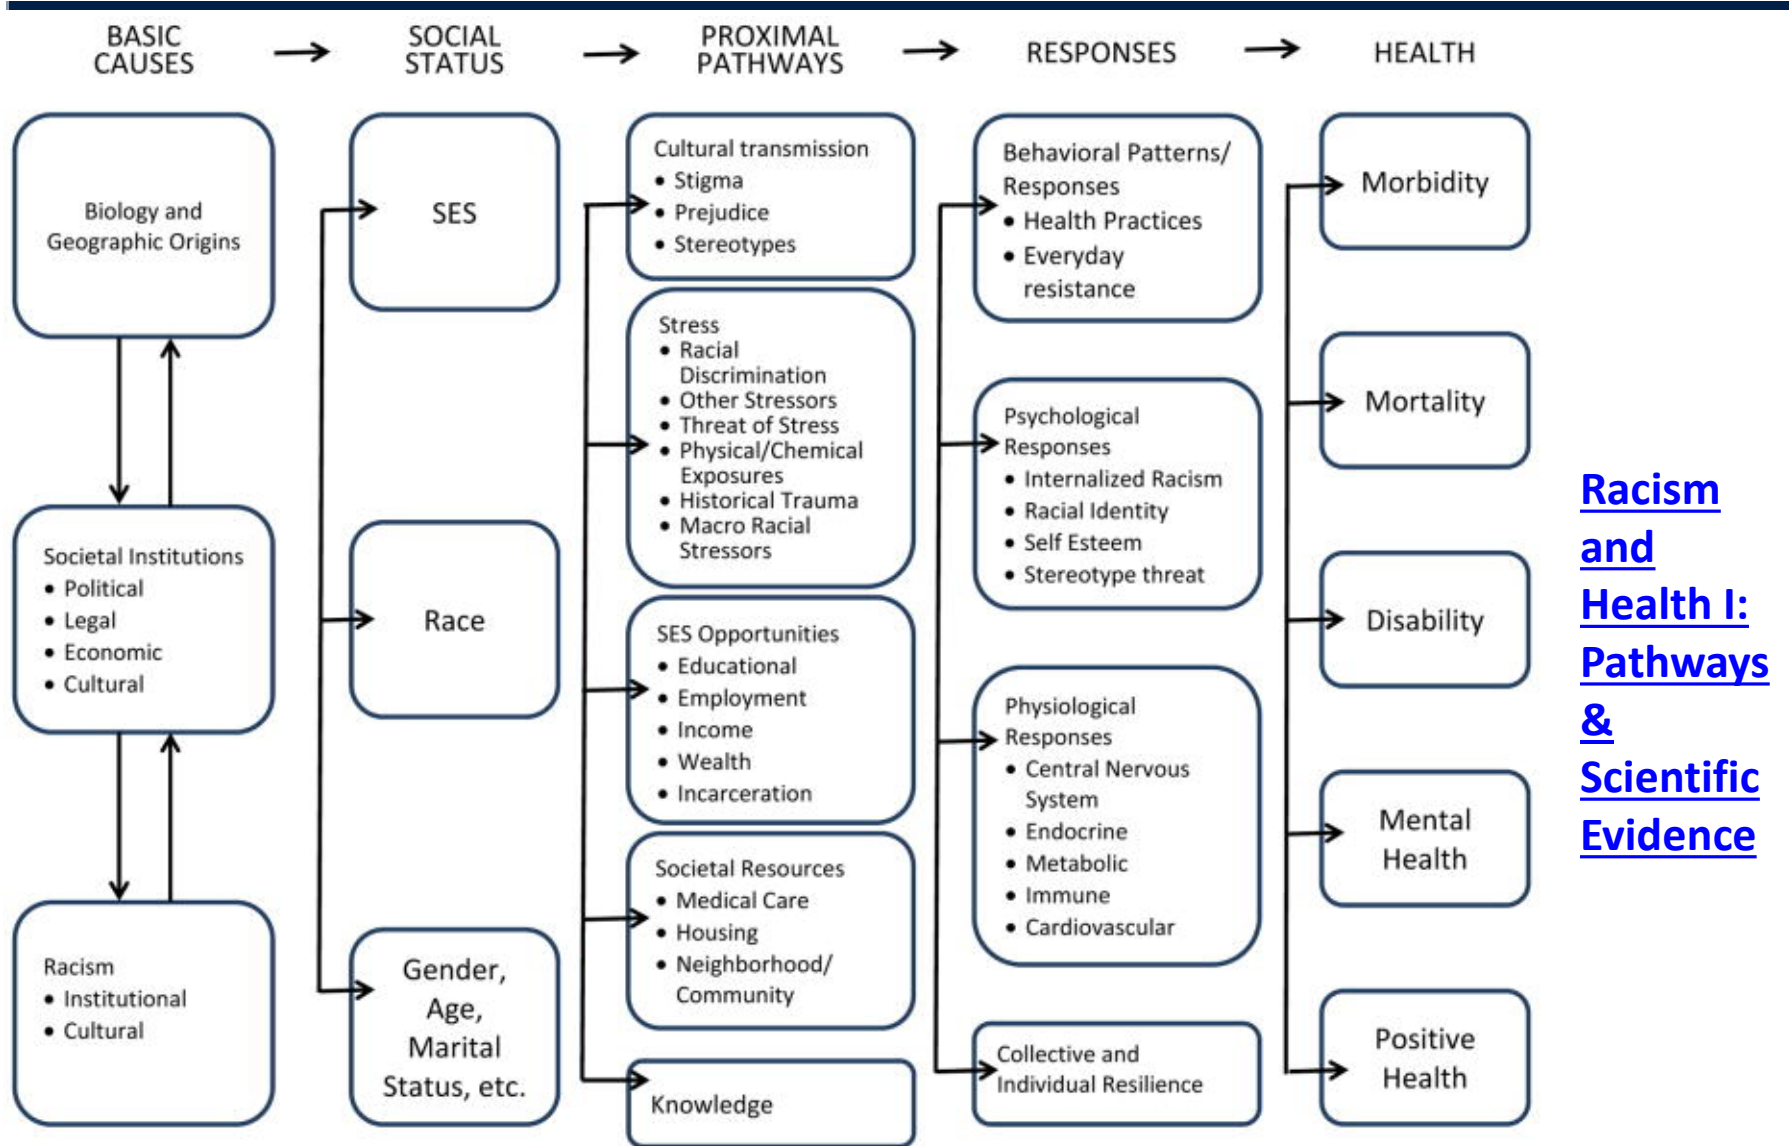 BASIC
CAUSES
SOCIAL
STATUS
PROXIMAL
PATHWAYS
RESPONSES
HEALTH
Biology and
Geographic Origins
Societal Institutions
• Political
• Legal
• Economic
• Cultural
Racism
• Institutional
• Cultural
SES
Race
Gender,
Age,
Marital
Status, etc.
Cultural transmission
• Stigma
• Prejudice
• Stereotypes
Stress
• Racial
Discrimination
• Other Stressors
• Threat of Stress
• Physical/Chemical
Exposures
• Historical Trauma
• Macro Racial
Stressors
SES Opportunities
• Educational
• Employment
• Income
• Wealth
• Incarceration
Societal Resources
• Medical Care
• Housing
• Neighborhood/
Community
Knowledge
Behavioral Patterns/
Responses
• Health Practices
• Everyday
resistance
Psychological
Responses
• Internalized Racism
• Racial Identity
• Self Esteem
• Stereotype threat
Physiological
Responses
• Central Nervous
System
• Endocrine
• Metabolic
• Immune
• Cardiovascular
Collective and
Individual Resilience
Morbidity
Mortality
Disability
Mental
Health
Positive
Health
Racism
and
Health I:
Pathways
&
Scientific
Evidence